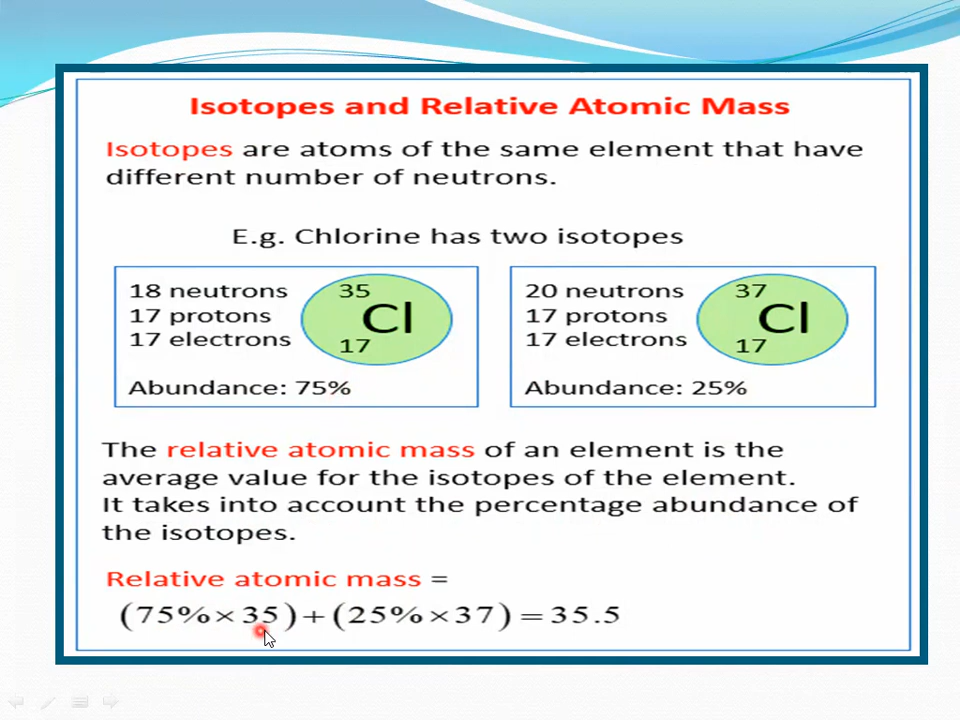 Isotopes and Relative Atomic Mass
Isotopes are atoms of the same element that have
different number of neutrons.
E.g. Chlorine has two isotopes
18 neutrons
17 protons
17 electrons
35
Cl
17
Abundance: 75%
20 neutrons
17 protons
17 electrons
37
Cl
17
Abundance: 25%
The relative atomic mass of an element is the
average value for the isotopes of the element.
It takes into account the percentage abundance of
the isotopes.
Relative atomic mass =
(75%×35)+(25%×37)=35.5